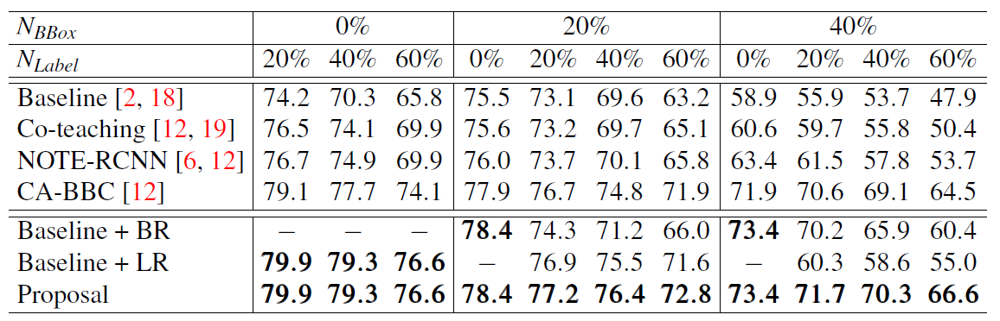 N_BBox 0% 20% 40%
N_Label 20% 40% 60% 0% 20% 40% 60% 0% 20% 40% 60%
Baseline [2, 18] 74.2 70.3 65.8 75.5 73.1 69.6 63.2 58.9 55.9 53.7 47.9
Co-teaching [12, 19] 76.5 74.1 69.9 75.6 73.2 69.7 65.1 60.6 59.7 55.8 50.4
NOTE-RCNN [6, 12] 76.7 74.9 69.9 76.0 73.7 70.1 65.8 63.4 61.5 57.8 53.7
CA-BBC [12] 79.1 77.7 74.1 77.9 76.7 74.8 71.9 71.9 70.6 69.1 64.5
Baseline + BR – – – 78.4 74.3 71.2 66.0 73.4 70.2 65.9 60.4
Baseline + LR 79.9 79.3 76.6 – 76.9 75.5 71.6 – 60.3 58.6 55.0
Proposal 79.9 79.3 76.6 78.4 77.2 76.4 72.8 73.4 71.7 70.3 66.6